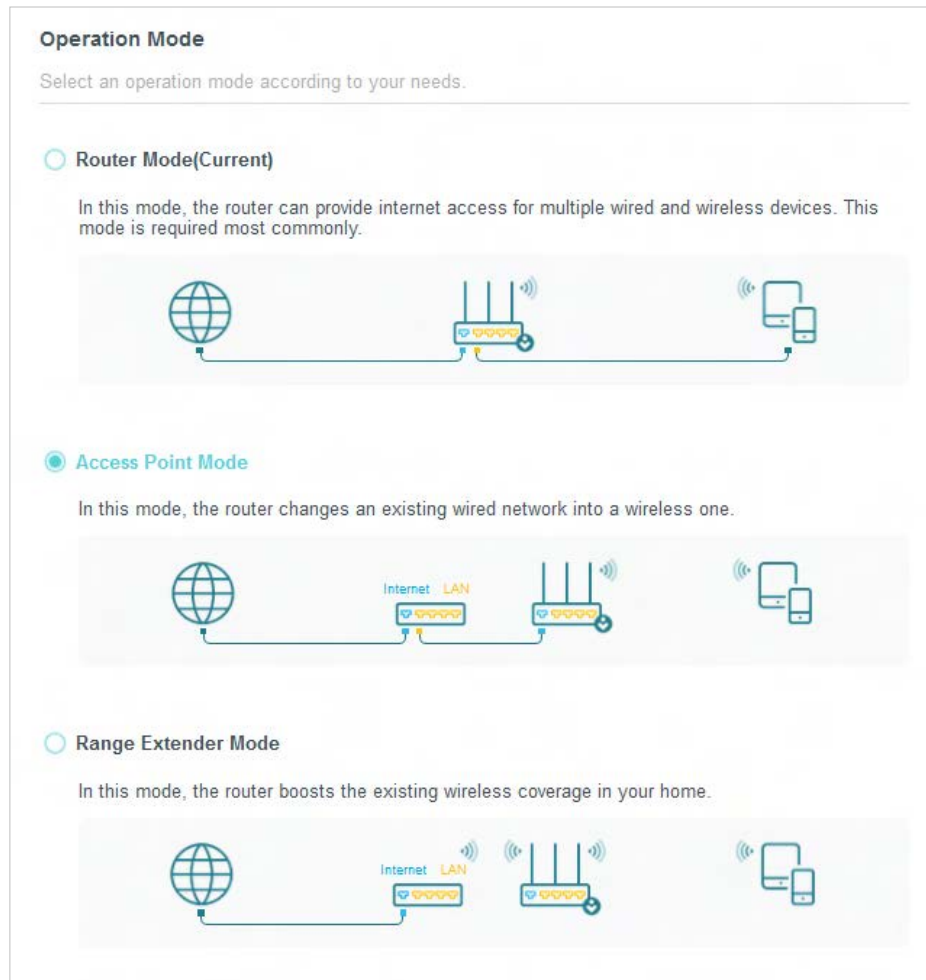 Operation Mode
Select an operation mode according to your needs.
Router Mode(Current)
In this mode, the router can provide internet access for multiple wired and wireless devices. This
mode is required most commonly.
Access Point Mode
In this mode, the router changes an existing wired network into a wireless one.
Internet LAN
Range Extender Mode
In this mode, the router boosts the existing wireless coverage in your home.
Internet LAN